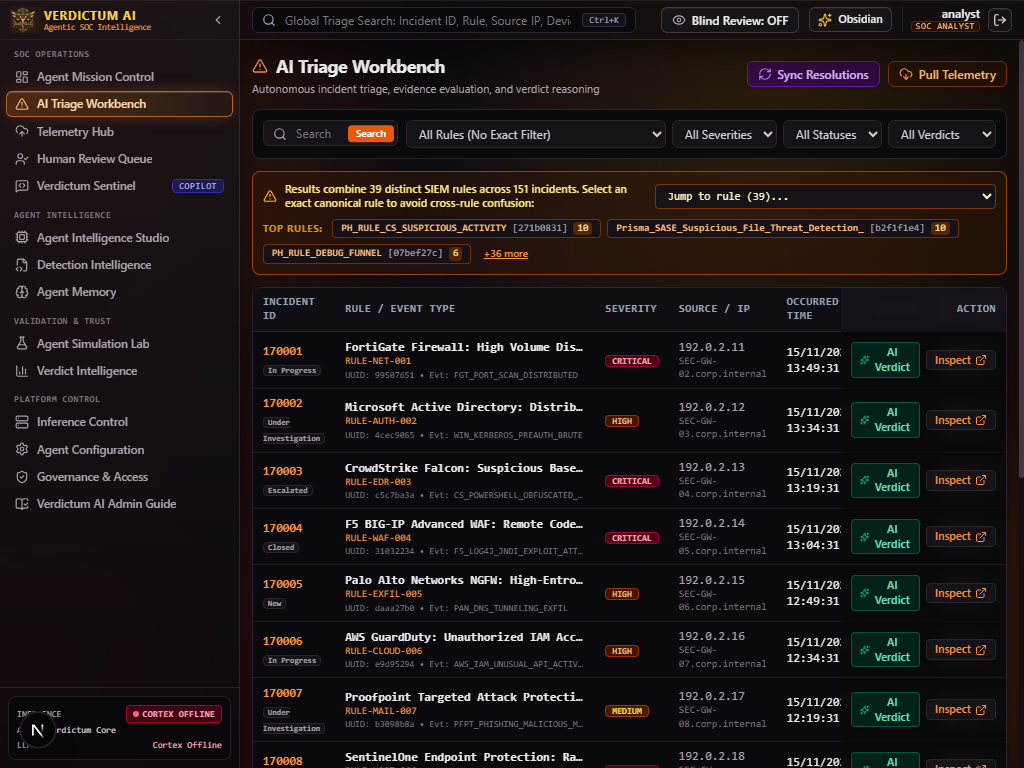 VERDICTUM AI
Agentic SOC Intelligence
SOC OPERATIONS
Agent Mission Control
AI Triage Workbench
Telemetry Hub
Human Review Queue
Verdictum Sentinel COPILOT
AGENT INTELLIGENCE
Agent Intelligence Studio
Detection Intelligence
Agent Memory
VALIDATION & TRUST
Agent Simulation Lab
Verdict Intelligence
PLATFORM CONTROL
Inference Control
Agent Configuration
Governance & Access
Verdictum AI Admin Guide
CORTEX OFFLINE
Core
Cortex Offline
N
Global Triage Search: Incident ID, Rule, Source IP, Devi Ctrl+K
Blind Review: OFF
Obsidian
analyst
SOC ANALYST
AI Triage Workbench
Autonomous incident triage, evidence evaluation, and verdict reasoning
Sync Resolutions
Pull Telemetry
Search Search All Rules (No Exact Filter) All Severities All Statuses All Verdicts
Results combine 39 distinct SIEM rules across 151 incidents. Select an
exact canonical rule to avoid cross-rule confusion:
Jump to rule (39)...
TOP RULES: PH_RULE_CS_SUSPICIOUS_ACTIVITY [271b0831] 10 Prisma_SASE_Suspicious_File_Threat_Detection_ [b2f1f1e4] 10
PH_RULE_DEBUG_FUNNEL [07bef27c] 6 +36 more
INCIDENT ID RULE / EVENT TYPE SEVERITY SOURCE / IP OCCURRED TIME ACTION
170001
In Progress
FortiGate Firewall: High Volume Dis…
RULE-NET-001
UUID: 99507651 • Evt: FGT_PORT_SCAN_DISTRIBUTED
CRITICAL
192.0.2.11
SEC-GW-
02.corp.internal
15/11/202
13:49:31
AI Verdict
Inspect
170002
Under
Investigation
Microsoft Active Directory: Distrib…
RULE-AUTH-002
UUID: 4cec9065 • Evt: WIN_KERBEROS_PREAUTH_BRUTE
HIGH
192.0.2.12
SEC-GW-
03.corp.internal
15/11/202
13:34:31
AI Verdict
Inspect
170003
Escalated
CrowdStrike Falcon: Suspicious Base…
RULE-EDR-003
UUID: c5c7ba3a • Evt: CS_POWERSHELL_OBFUSCATED_…
CRITICAL
192.0.2.13
SEC-GW-
04.corp.internal
15/11/202
13:19:31
AI Verdict
Inspect
170004
Closed
F5 BIG-IP Advanced WAF: Remote Code…
RULE-WAF-004
UUID: 31032234 • Evt: F5_LOG4J_JNDI_EXPLOIT_ATT…
CRITICAL
192.0.2.14
SEC-GW-
05.corp.internal
15/11/202
13:04:31
AI Verdict
Inspect
170005
New
Palo Alto Networks NGFW: High-Entro…
RULE-EXFIL-005
UUID: daaa27b0 • Evt: PAN_DNS_TUNNELING_EXFIL
HIGH
192.0.2.15
SEC-GW-
06.corp.internal
15/11/202
12:49:31
AI Verdict
Inspect
170006
In Progress
AWS GuardDuty: Unauthorized IAM Acc…
RULE-CLOUD-006
UUID: e9d95294 • Evt: AWS_IAM_UNUSUAL_API_ACTIV…
HIGH
192.0.2.16
SEC-GW-
07.corp.internal
15/11/202
12:34:31
AI Verdict
Inspect
170007
Under
Investigation
Proofpoint Targeted Attack Protecti…
RULE-MAIL-007
UUID: b3098b8a • Evt: PFPT_PHISHING_MALICIOUS_M…
MEDIUM
192.0.2.17
SEC-GW-
08.corp.internal
15/11/202
12:19:31
AI Verdict
Inspect
170008
SentinelOne Endpoint Protection: Ra…
192.0.2.18
15/11/202
AI